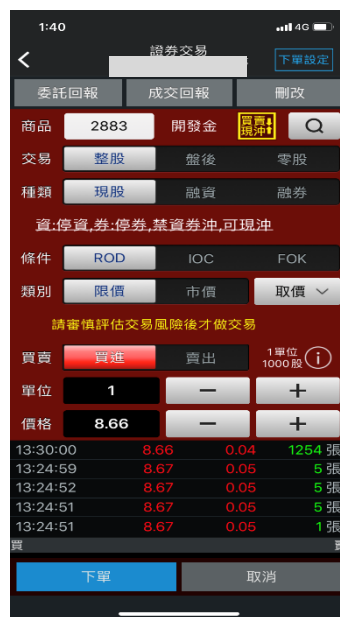 1:40 4G
證券交易
下單設定
委託回報 成交回報 刪改
商品 2883 開發金 買賣現沖
交易 整股 盤後 零股
種類 現股 融資 融券
資:停資,券:停券,禁資券沖,可現沖
條件 ROD IOC FOK
類別 限價 市價 取價
請審慎評估交易風險後才做交易
買賣 買進 賣出 1單位 1000股
單位 1 − +
價格 8.66 − +
13:30:00 8.66 0.04 1254 張
13:24:59 8.67 0.05 5 張
13:24:52 8.67 0.05 5 張
13:24:51 8.67 0.05 5 張
13:24:51 8.67 0.05 1 張
買
下單 取消